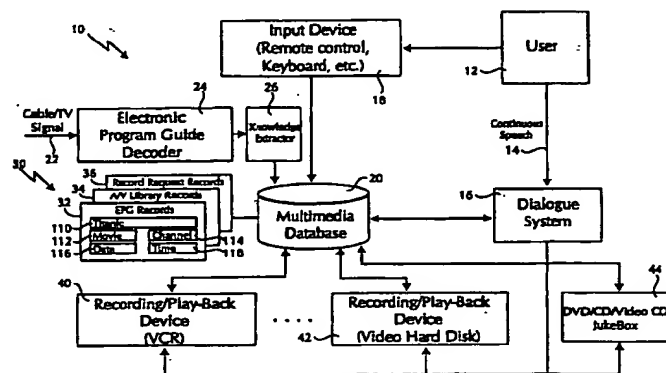 10
Input Device
(Remote control,
Keyboard, etc.)
18
User
12
24
26
Cable/TV
Signal
22
Electronic
Program Guide
Decoder
Knowledge
Extractor
Continuous
Speech
14
30
36
Record Request Records
34
A/V Library Records
32
EPG Records
110
112
Movie
Channel
114
116
Date
Time
118
20
Multimedia
Database
16
Dialogue
System
40
Recording/Play-Back
Device
(VCR)
. . . .
42
Recording/Play-Back
Device
(Video Hard Disk)
44
DVD/CD/Video CD
JukeBox